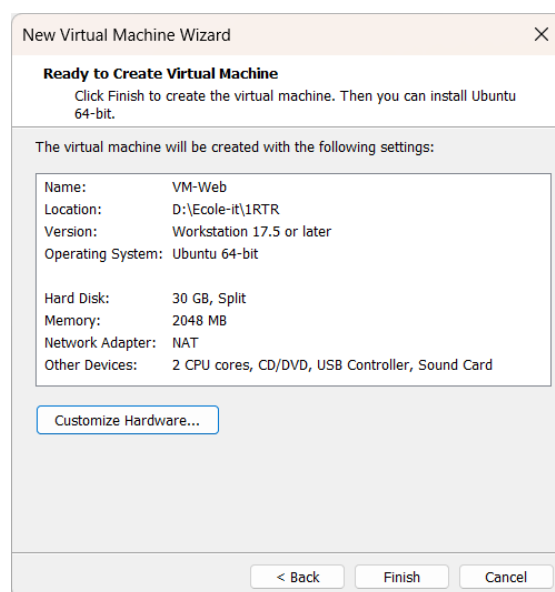 New Virtual Machine Wizard
Ready to Create Virtual Machine
Click Finish to create the virtual machine. Then you can install Ubuntu
64-bit.
The virtual machine will be created with the following settings:
Name: VM-Web
Location: D:\Ecole-it\1RTR
Version: Workstation 17.5 or later
Operating System: Ubuntu 64-bit
Hard Disk: 30 GB, Split
Memory: 2048 MB
Network Adapter: NAT
Other Devices: 2 CPU cores, CD/DVD, USB Controller, Sound Card
Customize Hardware...
< Back Finish Cancel